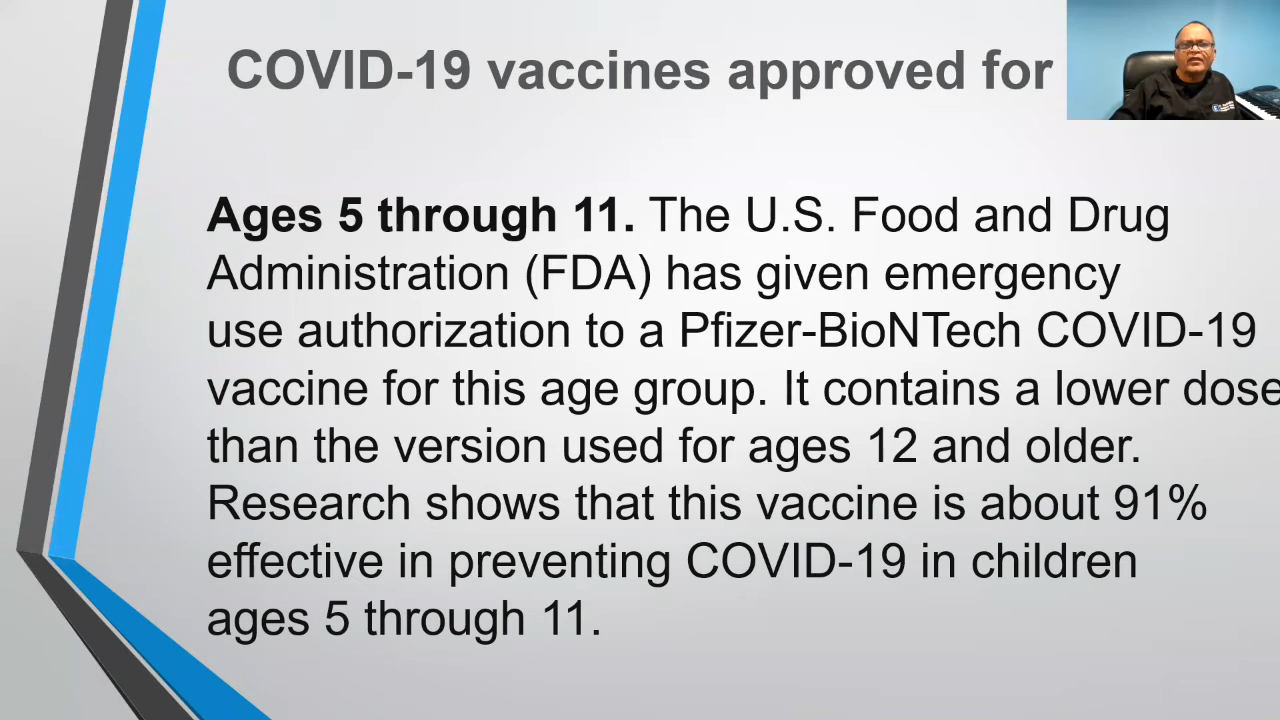 COVID-19 vaccines approved for
Ages 5 through 11. The U.S. Food and Drug
Administration (FDA) has given emergency
use authorization to a Pfizer-BioNTech COVID-19
vaccine for this age group. It contains a lower dose
than the version used for ages 12 and older.
Research shows that this vaccine is about 91%
effective in preventing COVID-19 in children
ages 5 through 11.